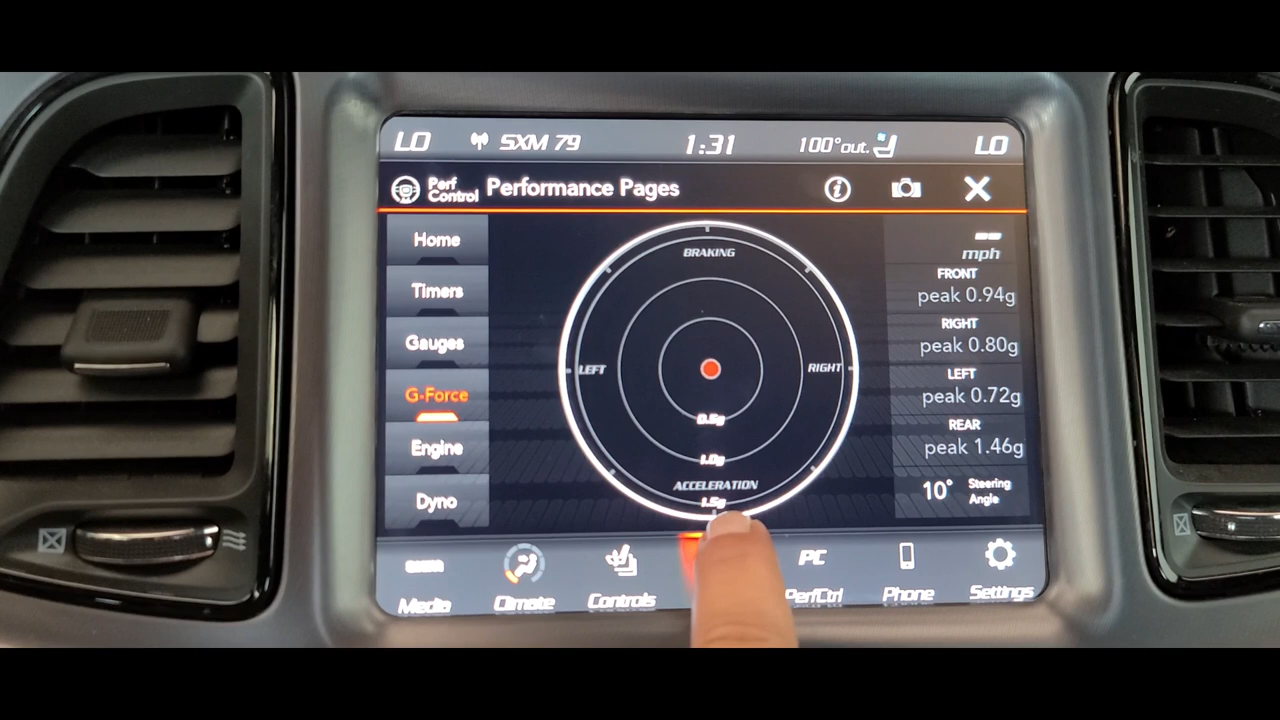 LO SXM 79 1:31 100°out. LO
Perf
Control
Performance Pages
Home
Timers
Gauges
G-Force
Engine
Dyno
BRAKING
LEFT
RIGHT
0.5g
1.0g
ACCELERATION
1.5g
mph
FRONT
peak 0.94g
RIGHT
peak 0.80g
LEFT
peak 0.72g
REAR
peak 1.46g
10° Steering
Angle
PC
Media Climate Controls PerfCtrl Phone Settings